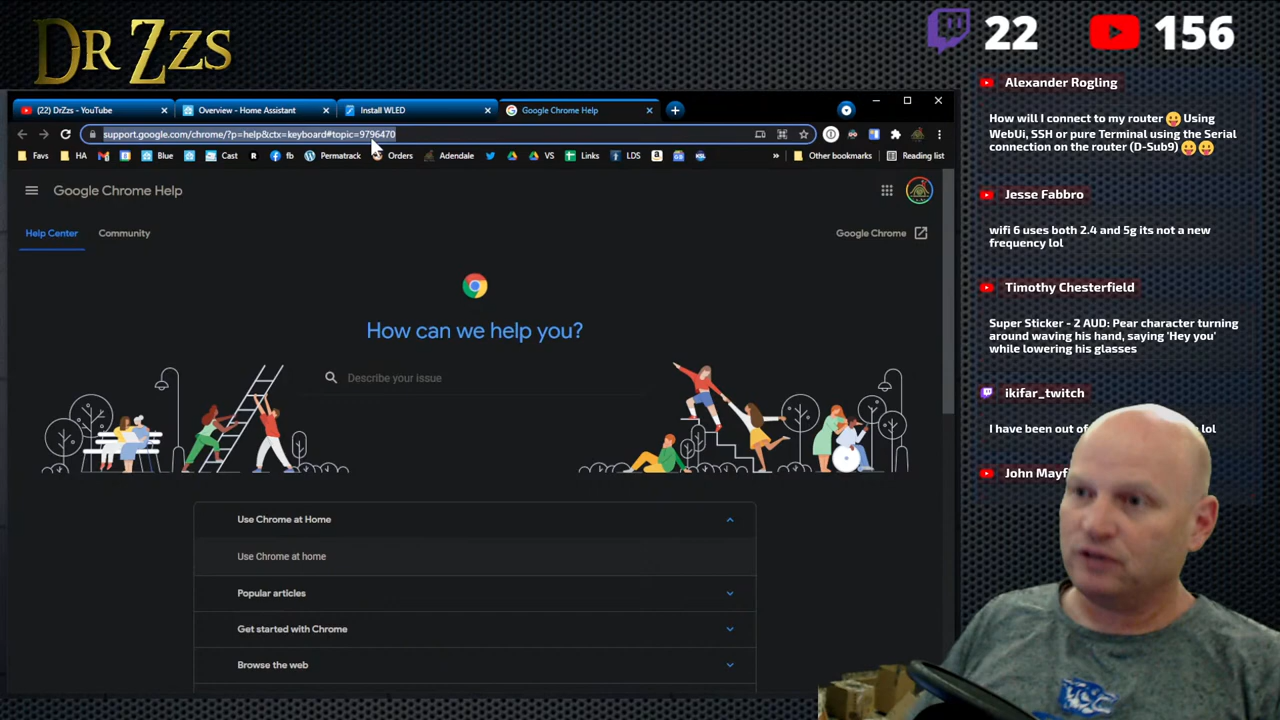 DR ZZS
22
156
(22) DrZzs - YouTube
Overview - Home Assistant
Install WLED
Google Chrome Help
support.google.com/chrome/?p=help&ctx=keyboard#topic=9796470
Favs
HA
Blue
Cast
fb
Permatrack
Orders
Adendale
VS
Links
LDS
»
Other bookmarks
Reading list
Google Chrome Help
Help Center
Community
Google Chrome
How can we help you?
Describe your issue
Use Chrome at Home
Use Chrome at home
Popular articles
Get started with Chrome
Browse the web
Alexander Rogling
How will I connect to my router 😛 Using
WebUi, SSH or pure Terminal using the Serial
connection on the router (D-Sub9) 😛😛
Jesse Fabbro
wifi 6 uses both 2.4 and 5g its not a new
frequency lol
Timothy Chesterfield
Super Sticker - 2 AUD: Pear character turning
around waving his hand, saying 'Hey you'
while lowering his glasses
ikifar_twitch
I have been out of
lol
John